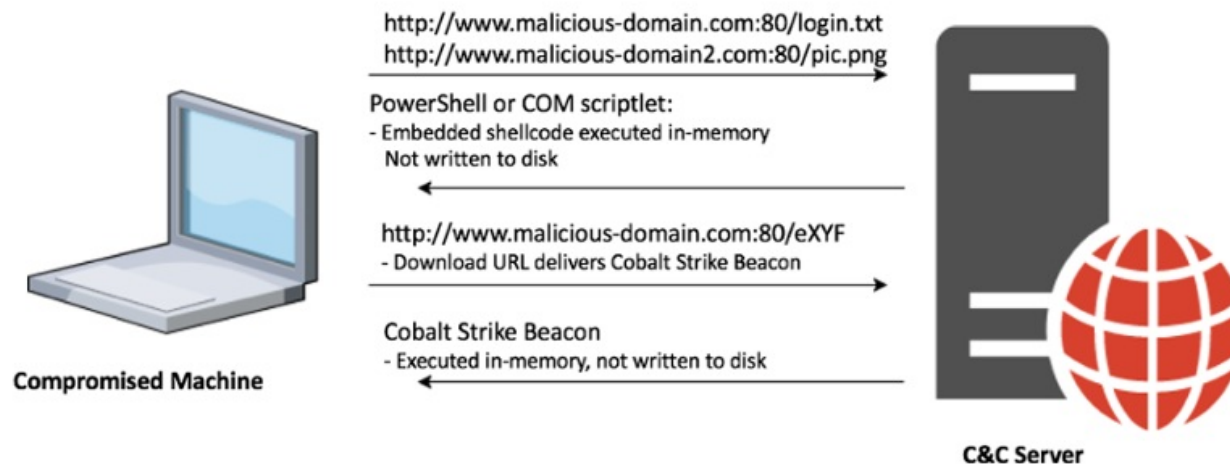 http://www.malicious-domain.com:80/login.txt
http://www.malicious-domain2.com:80/pic.png
PowerShell or COM scriptlet:
- Embedded shellcode executed in-memory
Not written to disk
http://www.malicious-domain.com:80/eXYF
- Download URL delivers Cobalt Strike Beacon
Cobalt Strike Beacon
- Executed in-memory, not written to disk
Compromised Machine
C&C Server